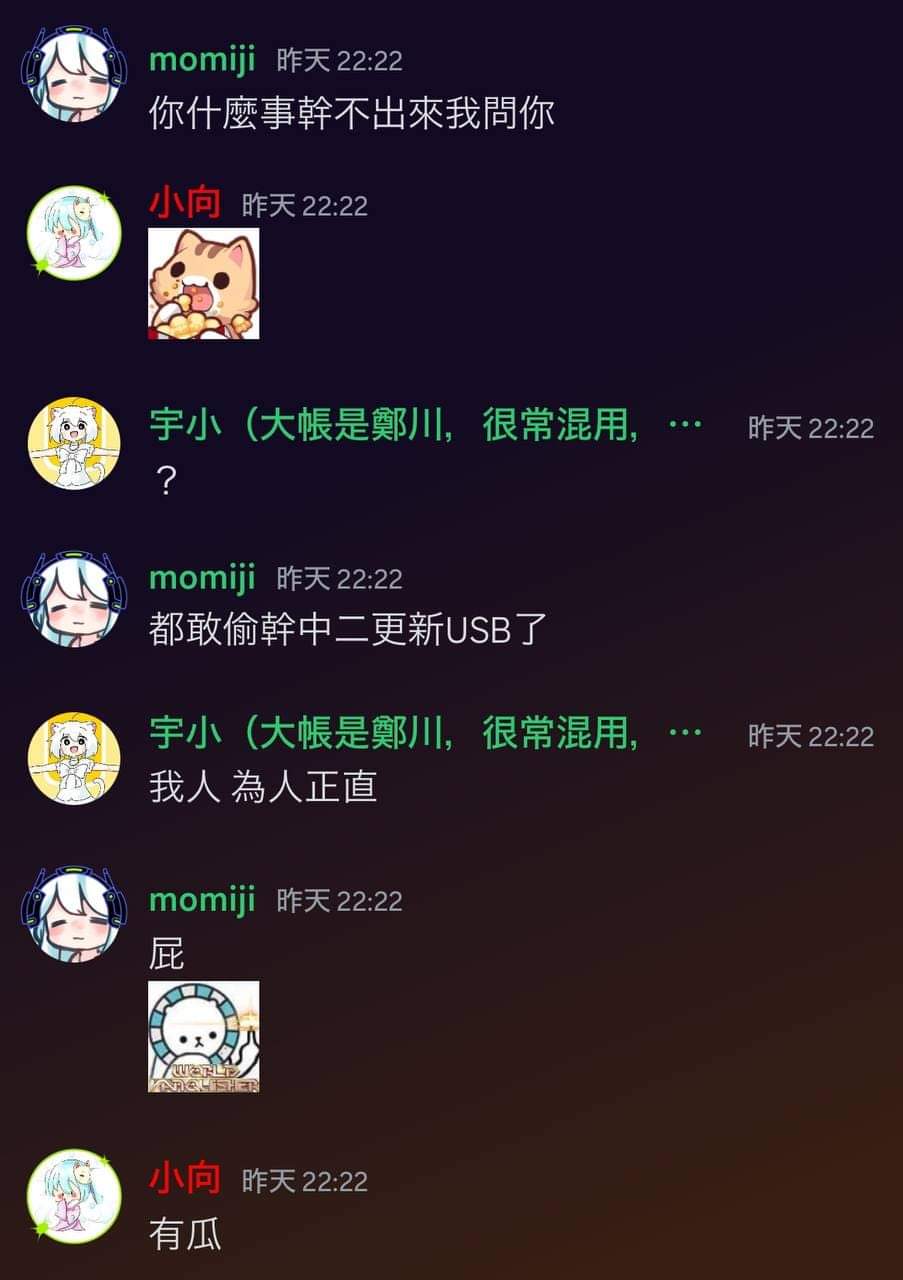 momiji 昨天 22:22
你什麼事幹不出來我問你
小向 昨天 22:22
宇小（大帳是鄭川，很常混用，… 昨天 22:22
？
momiji 昨天 22:22
都敢偷幹中二更新USB了
宇小（大帳是鄭川，很常混用，… 昨天 22:22
我人 為人正直
momiji 昨天 22:22
屁
WORLD
VANQUISHER
小向 昨天 22:22
有瓜